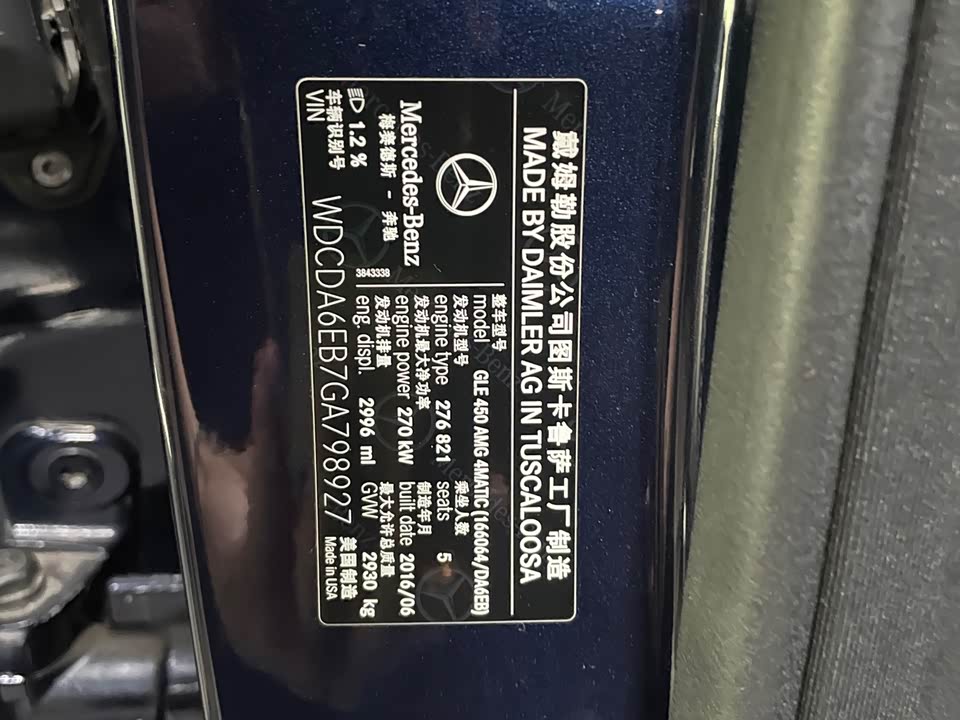 戴姆勒股份公司图斯卡鲁萨工厂制造
MADE BY DAIMLER AG IN TUSCALOOSA
Mercedes-Benz
梅赛德斯 - 奔驰
1.2 %
3843338
整车型号
model GLE 450 AMG 4MATIC (166064/DA6EB)
发动机型号 乘坐人数
engine type 276 821 seats 5
发动机最大净功率 制造年月
engine power 270 kW built date 2016/06
发动机排量 最大允许总质量
eng. displ. 2996 ml GVW 2930 kg
车辆识别号 美国制造
VIN WDCDA6EB7GA798927 Made in USA